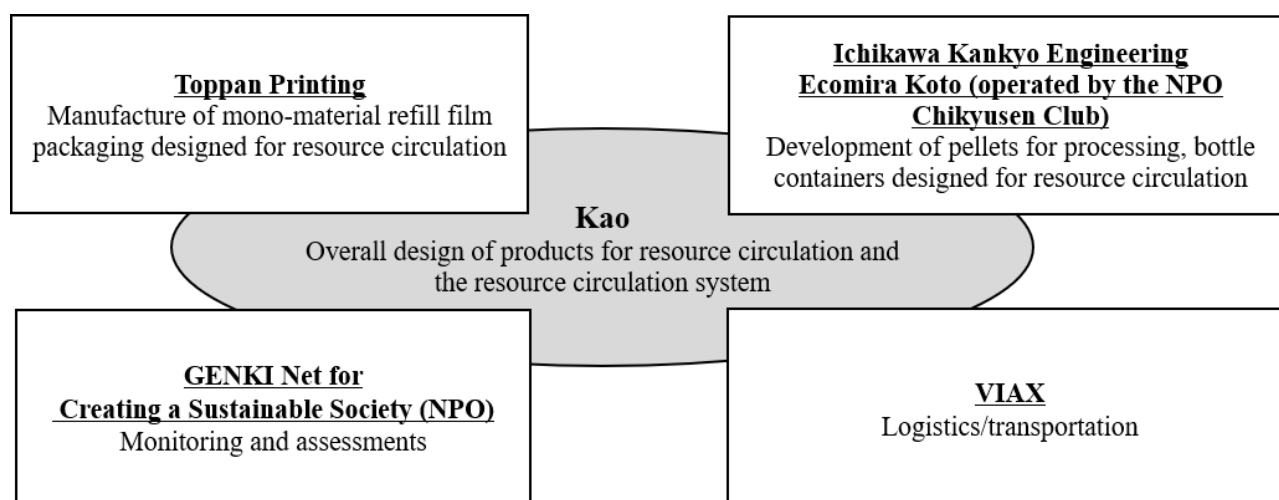 Toppan Printing
Manufacture of mono-material refill film
packaging designed for resource circulation
Ichikawa Kankyo Engineering
Ecomira Koto (operated by the NPO
Chikyusen Club)
Development of pellets for processing, bottle
containers designed for resource circulation
Kao
Overall design of products for resource circulation and
the resource circulation system
GENKI Net for
Creating a Sustainable Society (NPO)
Monitoring and assessments
VIAX
Logistics/transportation